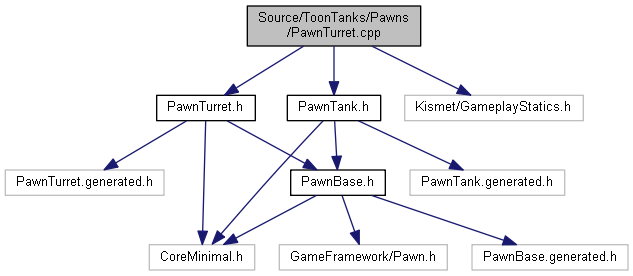 Source/ToonTanks/Pawns
/PawnTurret.cpp
PawnTurret.h
PawnTank.h
Kismet/GameplayStatics.h
PawnTurret.generated.h
PawnBase.h
PawnTank.generated.h
CoreMinimal.h
GameFramework/Pawn.h
PawnBase.generated.h